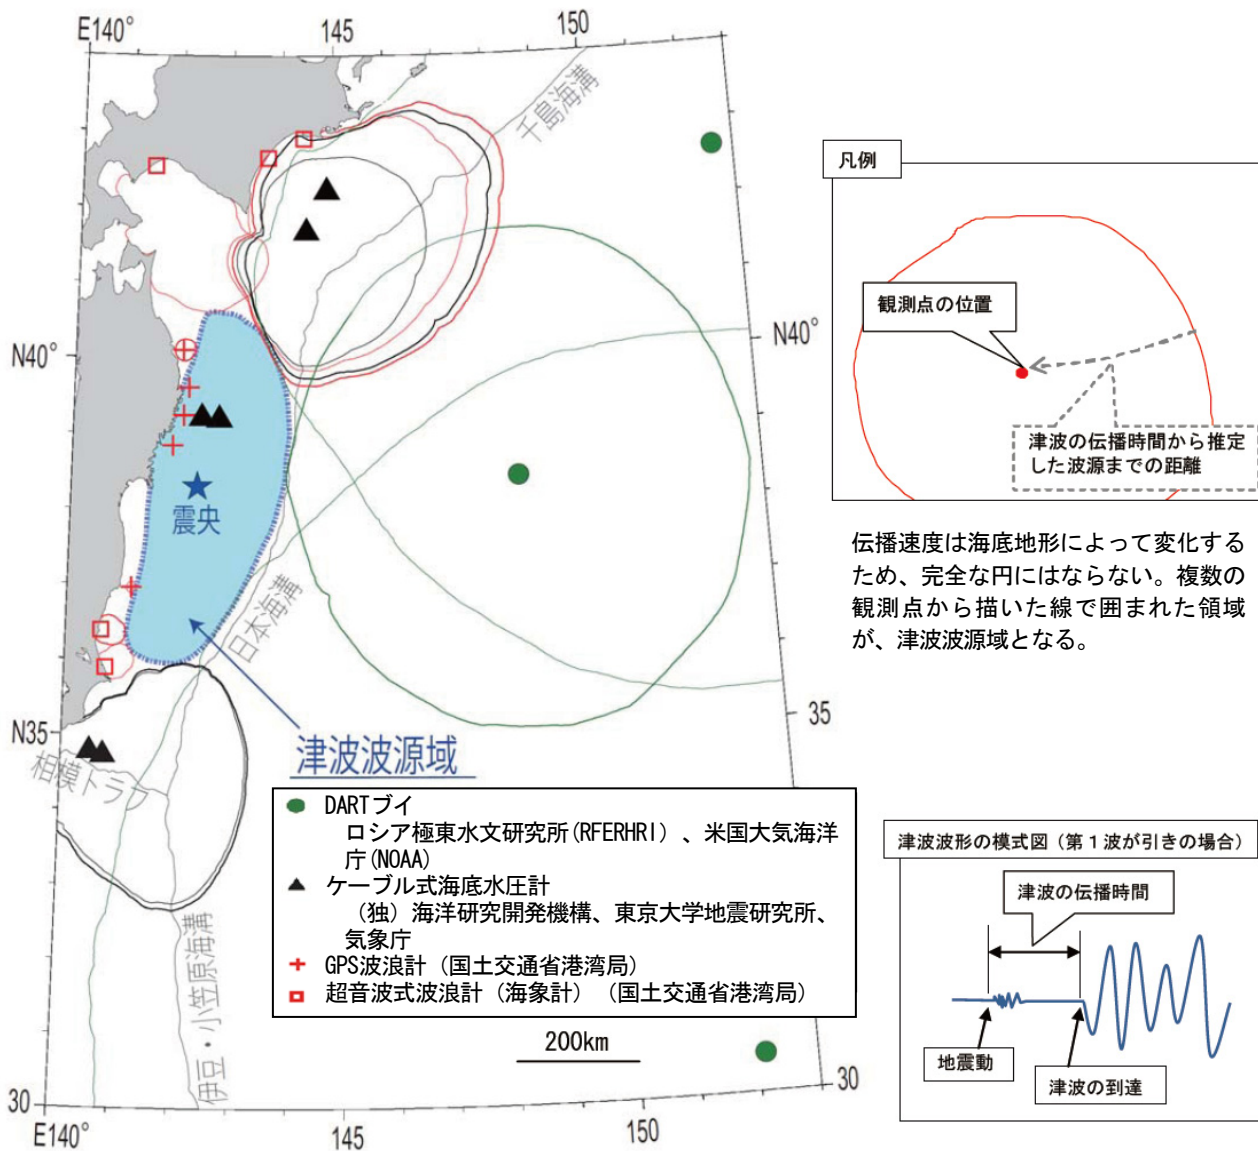 E140°
145
150
千島海溝
N40°
N40°
震央
日本海溝
35
N35°
相模トラフ
津波波源域
伊豆・小笠原海溝
DARTブイ
ロシア極東水文研究所(RFERHRI)、米国大気海洋
庁(NOAA)
ケーブル式海底水圧計
(独)海洋研究開発機構、東京大学地震研究所、
気象庁
GPS波浪計(国土交通省港湾局)
超音波式波浪計(海象計)(国土交通省港湾局)
200km
30
30
E140°
145
150
凡例
観測点の位置
津波の伝播時間から推定
した波源までの距離
伝播速度は海底地形によって変化する
ため、完全な円にはならない。複数の
観測点から描いた線で囲まれた領域
が、津波波源域となる。
津波波形の模式図(第1波が引きの場合)
津波の伝播時間
地震動
津波の到達